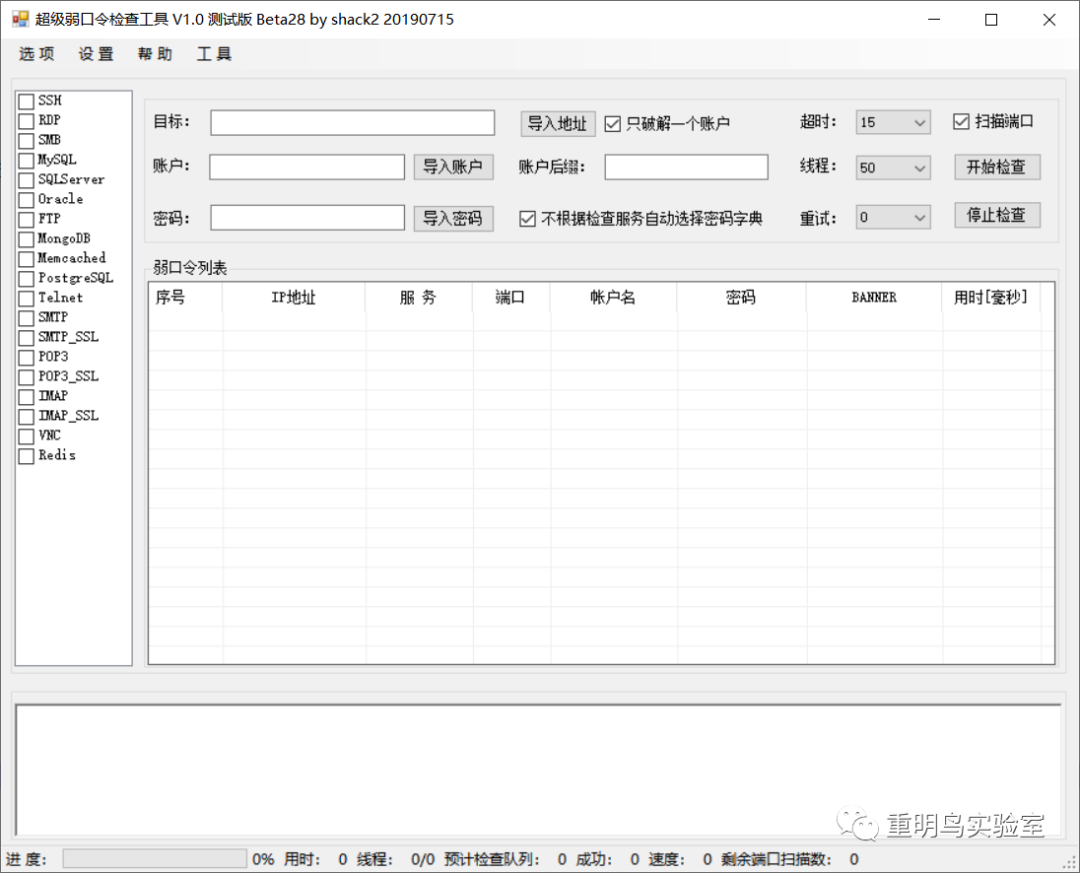 超级弱口令检查工具 V1.0 测试版 Beta28 by shack2 20190715
选 项 设 置 帮 助 工 具
SSH
RDP
SMB
MySQL
SQLServer
Oracle
FTP
MongoDB
Memcached
PostgreSQL
Telnet
SMTP
SMTP_SSL
POP3
POP3_SSL
IMAP
IMAP_SSL
VNC
Redis
目标： 导入地址 只破解一个账户 超时： 15 扫描端口
账户： 导入账户 账户后缀： 线程： 50 开始检查
密码： 导入密码 不根据检查服务自动选择密码字典 重试： 0 停止检查
弱口令列表
序号 IP地址 服 务 端口 帐户名 密码 BANNER 用时[毫秒]
重明鸟实验室
进 度： 0% 用时： 0 线程： 0/0 预计检查队列： 0 成功： 0 速度： 0 剩余端口扫描数： 0